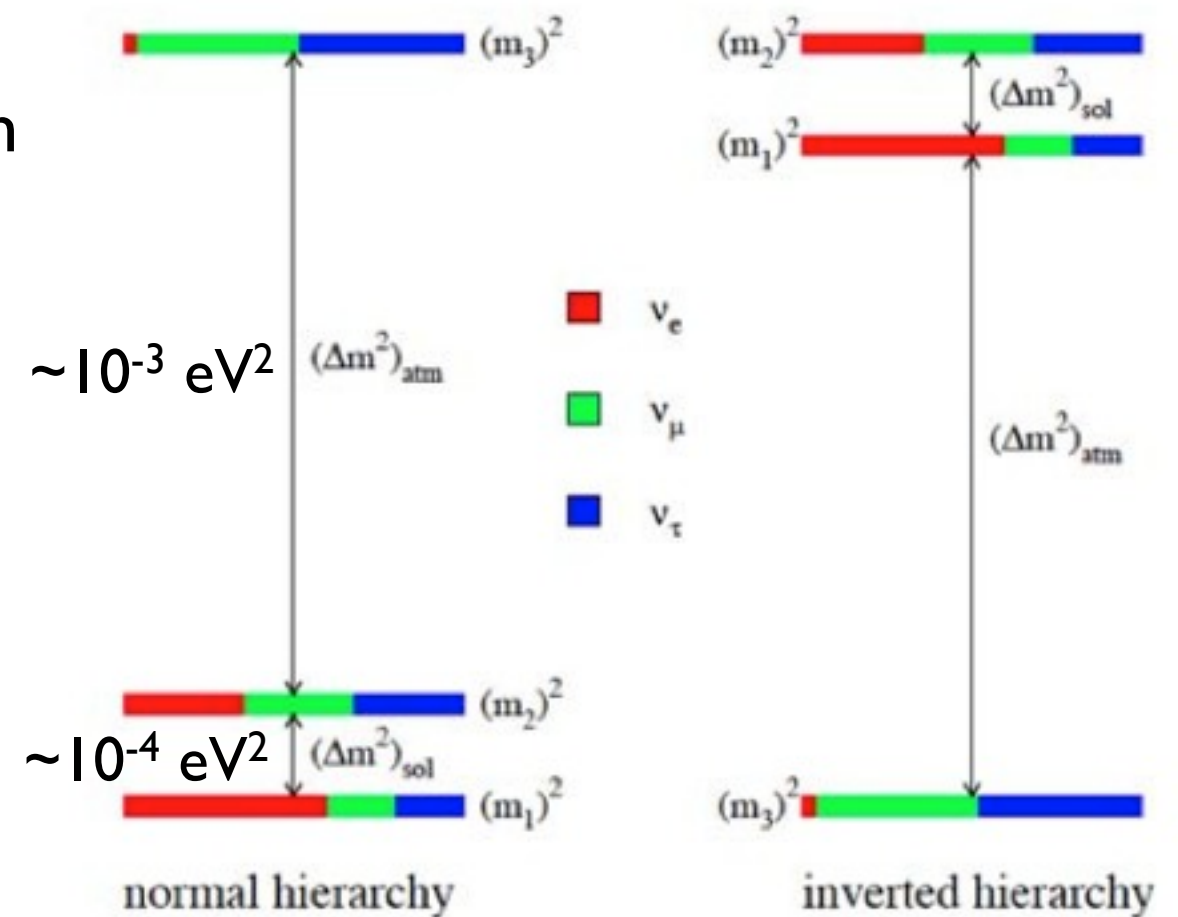 (m₃)²
(m₂)²
n
(Δm²)sol
(m₁)²
νe
~10-3 eV2
(Δm²)atm
νμ
(Δm²)atm
ντ
(m₂)²
~10-4 eV2
(Δm²)sol
(m₁)²
(m₃)²
normal hierarchy
inverted hierarchy